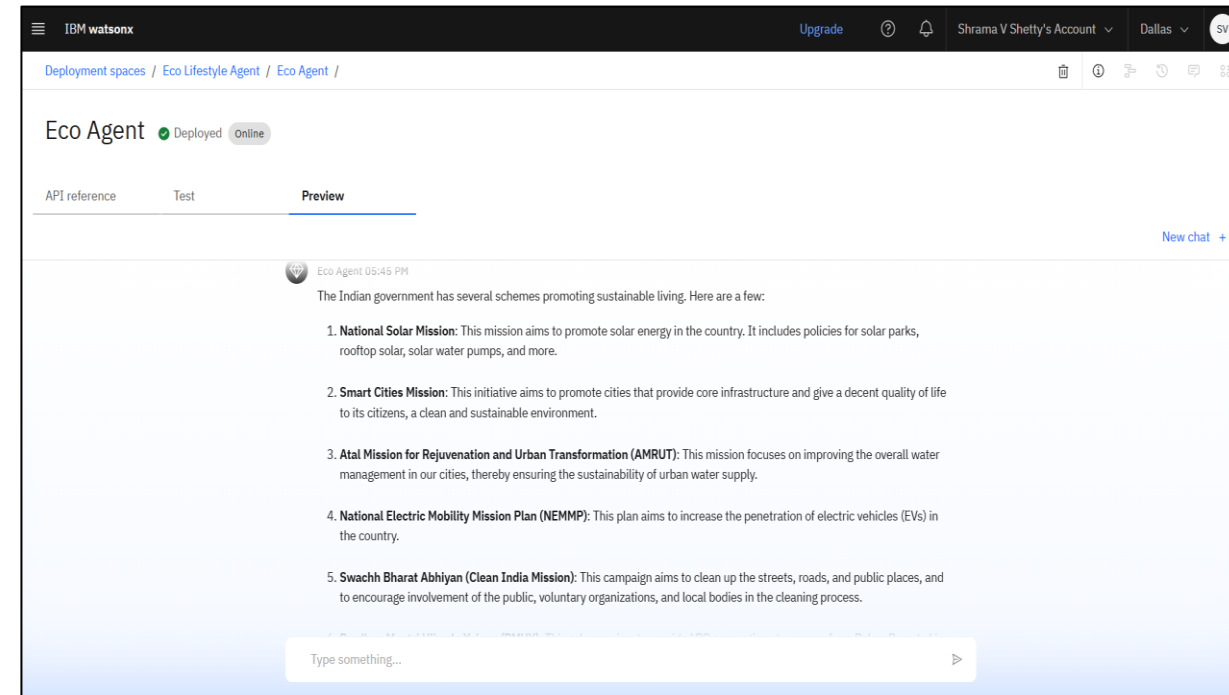 IBM watsonx
Upgrade
Shrama V Shetty's Account
Dallas
SV
Deployment spaces / Eco Lifestyle Agent / Eco Agent /
Eco Agent
Deployed
Online
API reference
Test
Preview
New chat +
Eco Agent 05:45 PM
The Indian government has several schemes promoting sustainable living. Here are a few:
1. National Solar Mission: This mission aims to promote solar energy in the country. It includes policies for solar parks,
rooftop solar, solar water pumps, and more.
2. Smart Cities Mission: This initiative aims to promote cities that provide core infrastructure and give a decent quality of life
to its citizens, a clean and sustainable environment.
3. Atal Mission for Rejuvenation and Urban Transformation (AMRUT): This mission focuses on improving the overall water
management in our cities, thereby ensuring the sustainability of urban water supply.
4. National Electric Mobility Mission Plan (NEMMP): This plan aims to increase the penetration of electric vehicles (EVs) in
the country.
5. Swachh Bharat Abhiyan (Clean India Mission): This campaign aims to clean up the streets, roads, and public places, and
to encourage involvement of the public, voluntary organizations, and local bodies in the cleaning process.
Type something...